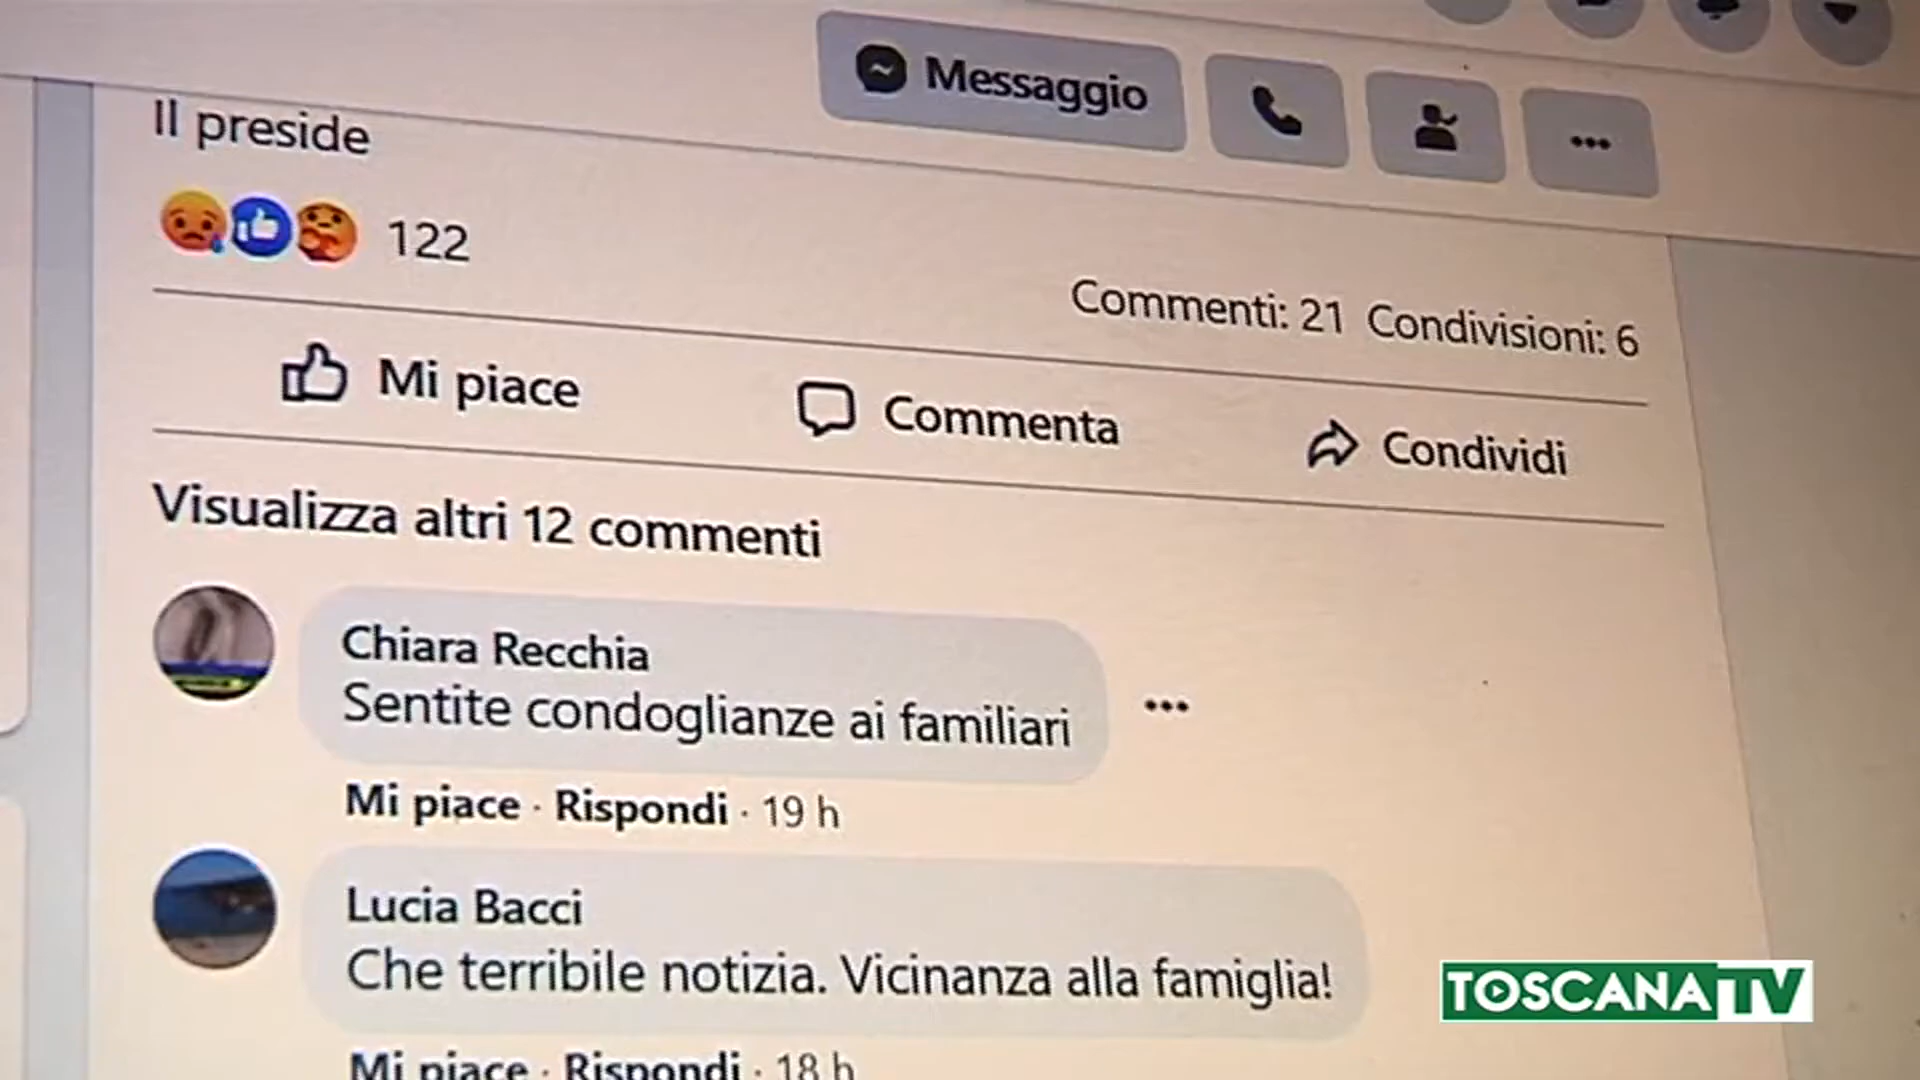 Messaggio
Il preside
122
Commenti: 21 Condivisioni: 6
Mi piace
Commenta
Condividi
Visualizza altri 12 commenti
Chiara Recchia
Sentite condoglianze ai familiari
Mi piace · Rispondi · 19 h
Lucia Bacci
Che terribile notizia. Vicinanza alla famiglia!
Mi piace · Rispondi · 18 h
TOSCANA TV